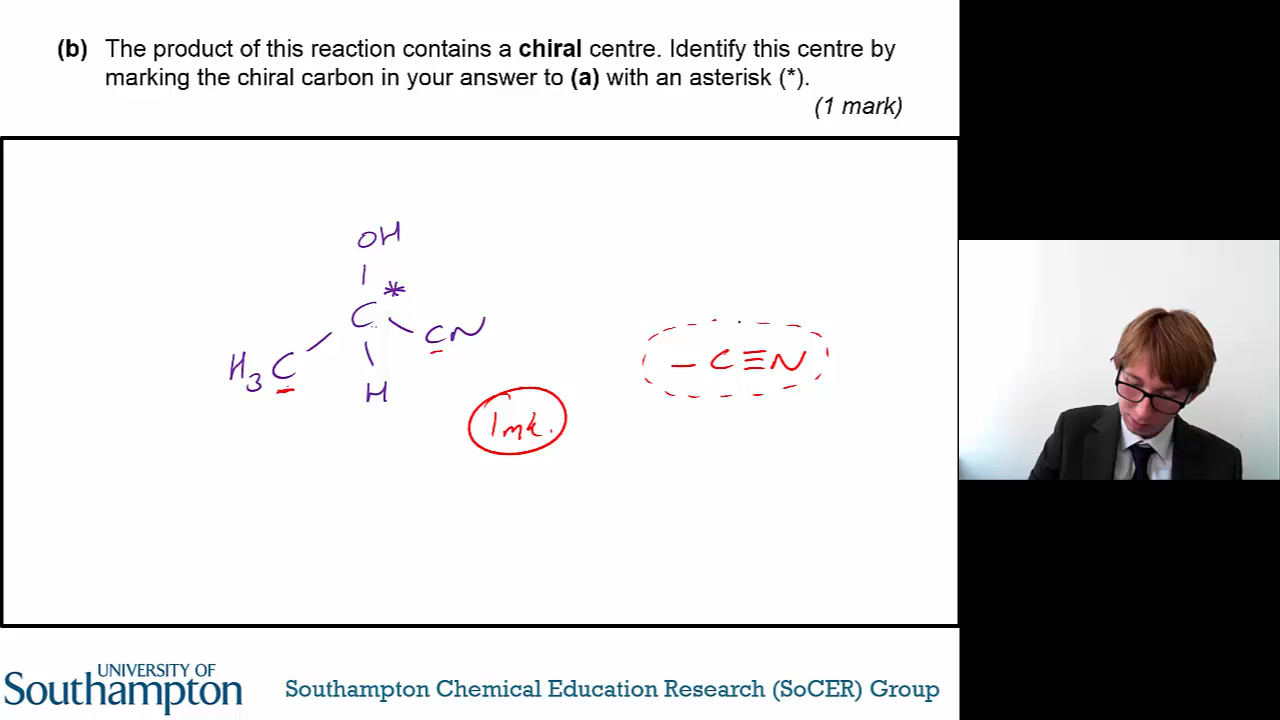 (b) The product of this reaction contains a chiral centre. Identify this centre by
marking the chiral carbon in your answer to (a) with an asterisk (*).
(1 mark)
OH
C *
CN
H3C
H
– C≡N
1mk.
UNIVERSITY OF
Southampton
Southampton Chemical Education Research (SoCER) Group